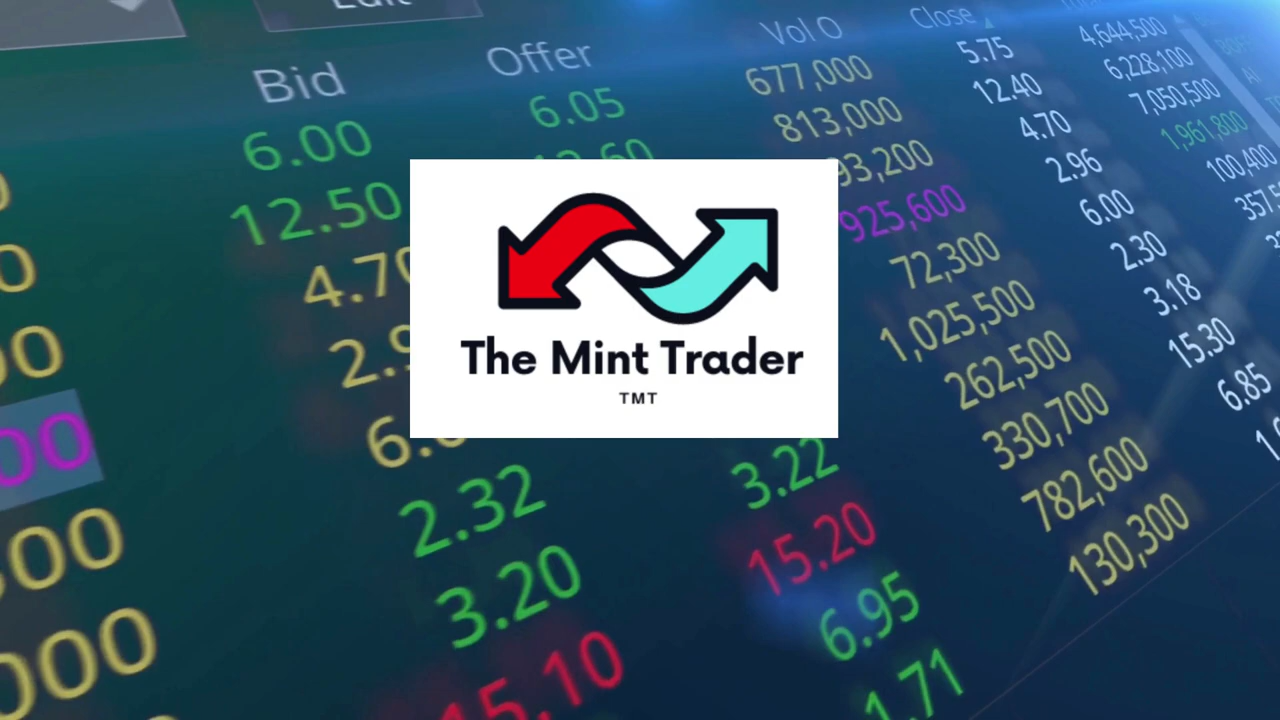 Edit
Bid Offer Vol O Close
6.00 6.05 677,000 5.75 4,644,500
12.50 813,000 12.40 6,228,100
4.70 7,050,500
2.96 1,961,800
925,600 6.00 100,400
72,300 2.30
1,025,500 3.18
262,500 15.30
330,700 6.85
2.32 3.22 782,600
3.20 15.20 130,300
15.10 6.95
1.71
The Mint Trader
TMT